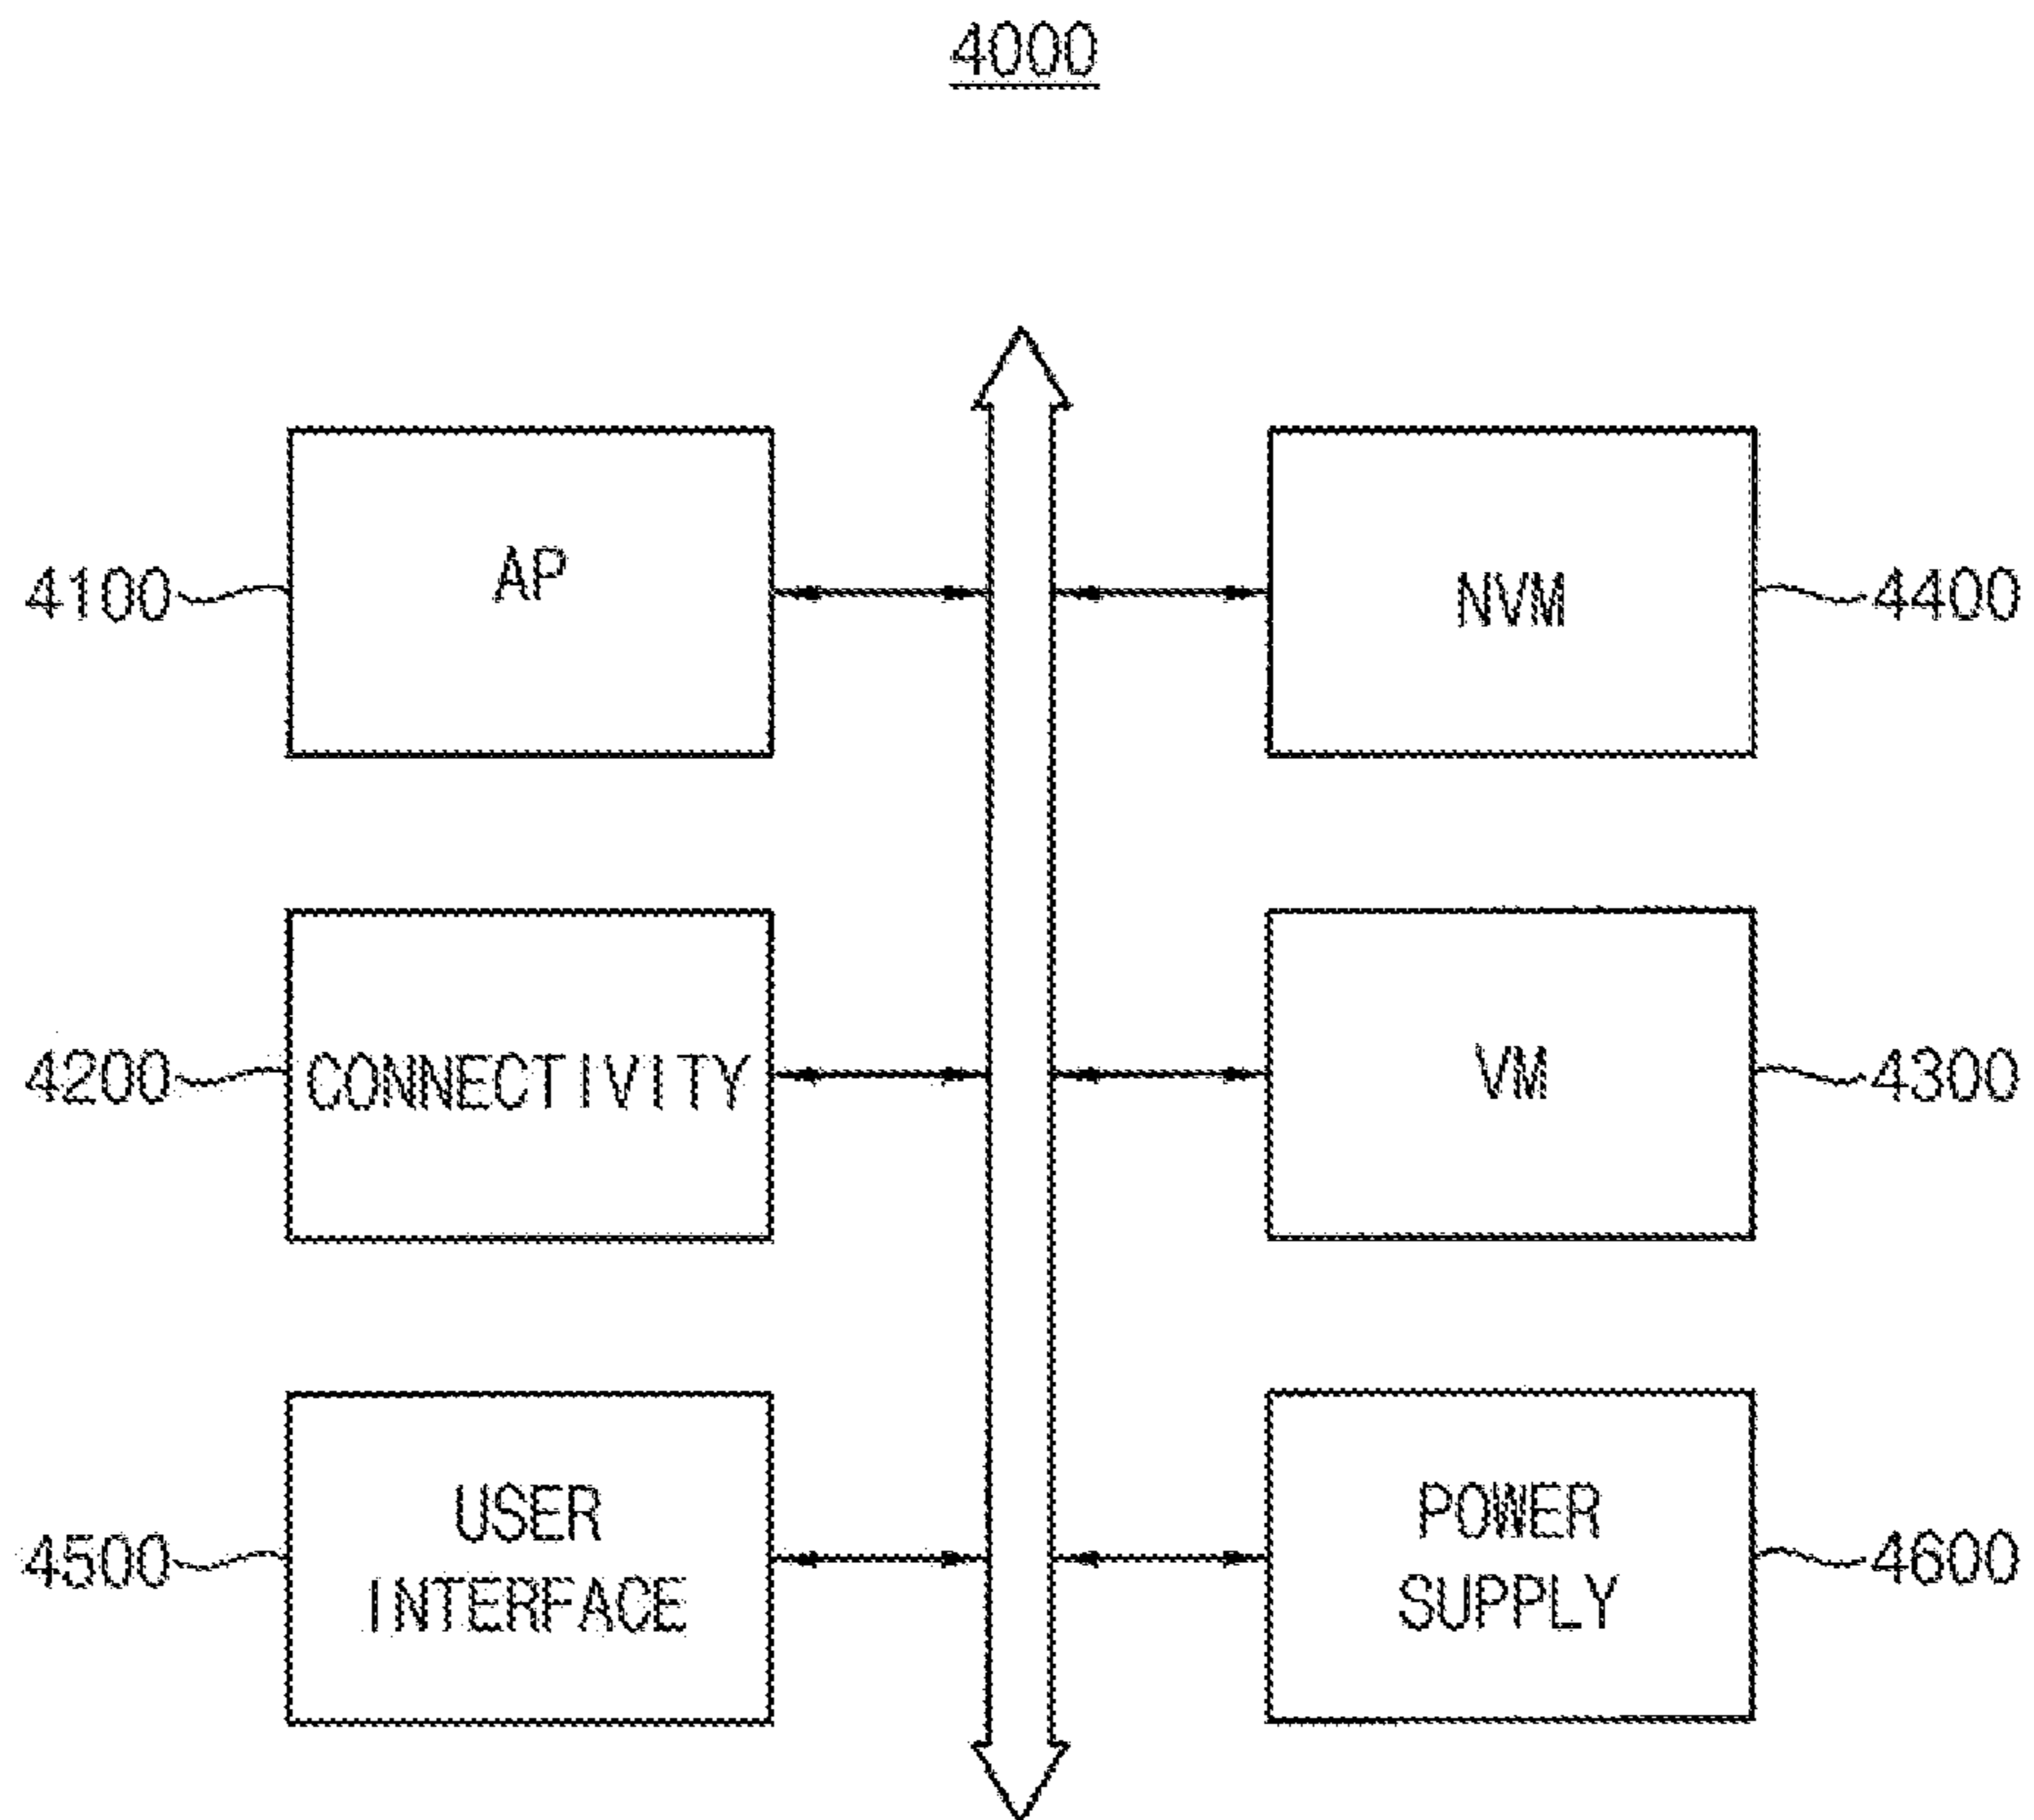 4000
4100
AP
NVM
4400
4200
CONNECTIVITY
VM
4300
4500
USER
INTERFACE
POWER
SUPPLY
4600